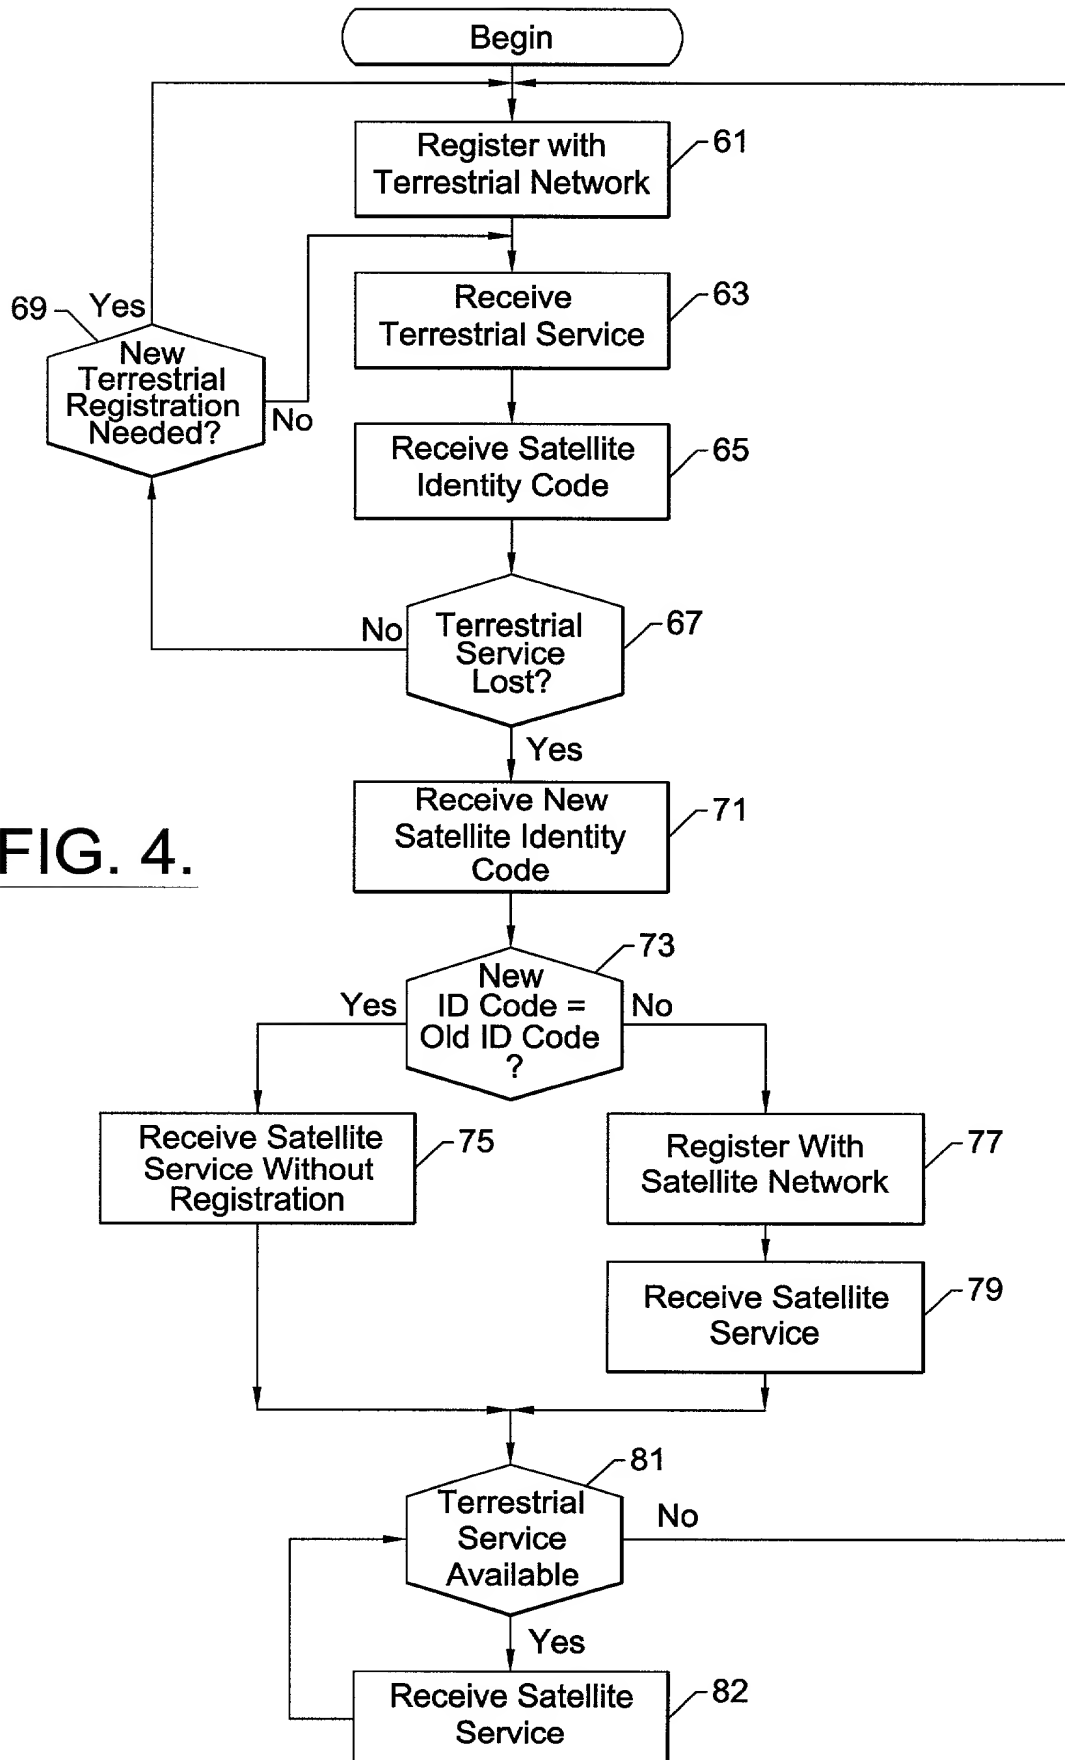 Begin
Register with
Terrestrial Network
61
Receive
Terrestrial Service
63
69
Yes
New
Terrestrial
Registration
Needed?
No
Receive Satellite
Identity Code
65
No
Terrestrial
Service
Lost?
67
Yes
Receive New
Satellite Identity
Code
71
FIG. 4.
73
Yes
New
ID Code =
Old ID Code
?
No
Receive Satellite
Service Without
Registration
75
Register With
Satellite Network
77
Receive Satellite
Service
79
81
Terrestrial
Service
Available
No
Yes
Receive Satellite
Service
82